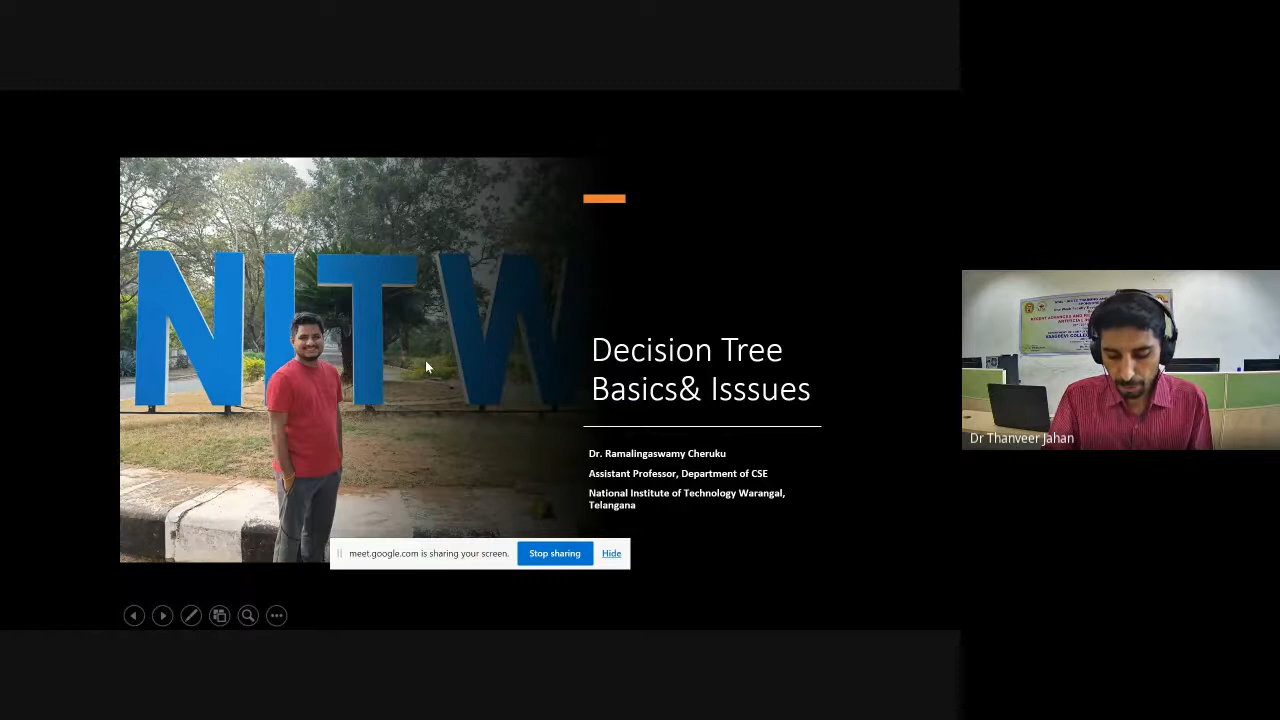 NITW
Decision Tree
Basics& Isssues
Dr. Ramalingaswamy Cheruku
Assistant Professor, Department of CSE
National Institute of Technology Warangal,
Telangana
meet.google.com is sharing your screen.
Stop sharing
Hide
Dr Thanveer Jahan